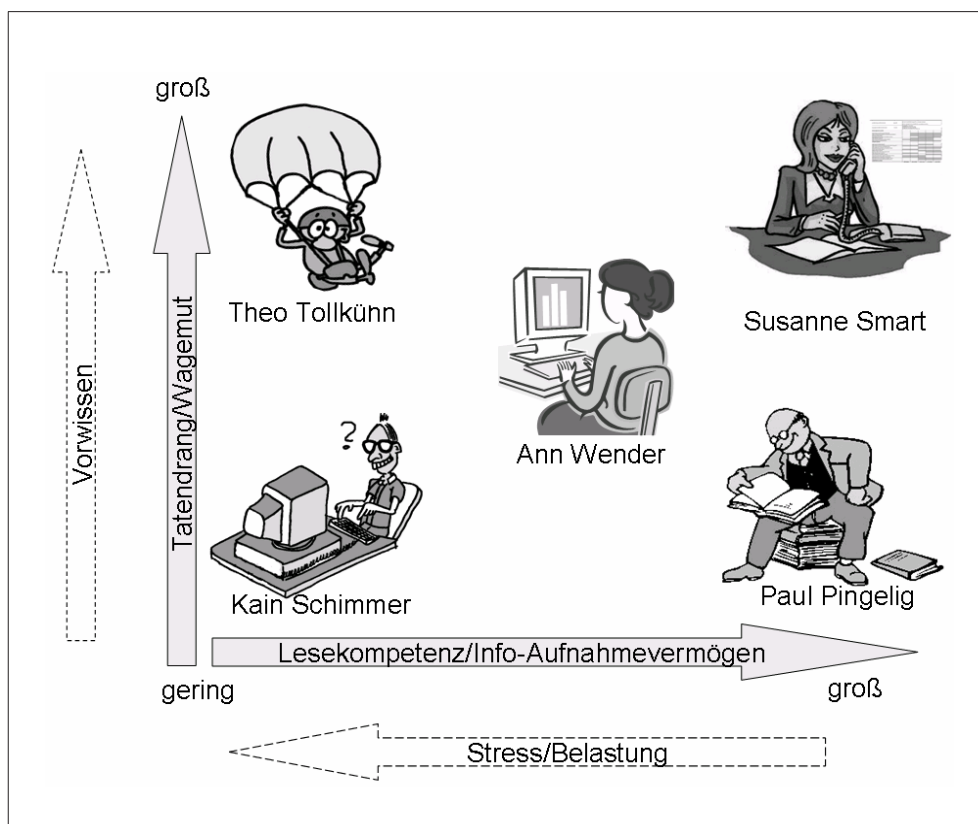 groß
Theo Tollkühn
Susanne Smart
Vorwissen
Tatendrang/Wagemut
Ann Wender
?
Kain Schimmer
Paul Pingelig
Lesekompetenz/Info-Aufnahmevermögen
gering
groß
Stress/Belastung